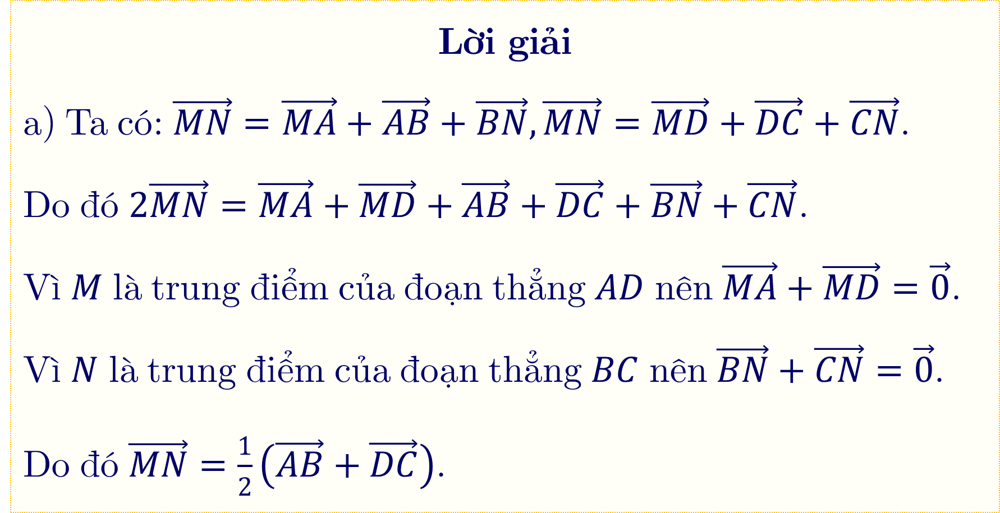 Lời giải
a) Ta có: $\overrightarrow{MN} = \overrightarrow{MA} + \overrightarrow{AB} + \overrightarrow{BN}, \overrightarrow{MN} = \overrightarrow{MD} + \overrightarrow{DC} + \overrightarrow{CN}.$
Do đó $2\overrightarrow{MN} = \overrightarrow{MA} + \overrightarrow{MD} + \overrightarrow{AB} + \overrightarrow{DC} + \overrightarrow{BN} + \overrightarrow{CN}.$
Vì $M$ là trung điểm của đoạn thẳng $AD$ nên $\overrightarrow{MA} + \overrightarrow{MD} = \overrightarrow{0}.$
Vì $N$ là trung điểm của đoạn thẳng $BC$ nên $\overrightarrow{BN} + \overrightarrow{CN} = \overrightarrow{0}.$
Do đó $\overrightarrow{MN} = \frac{1}{2}(\overrightarrow{AB} + \overrightarrow{DC}).$